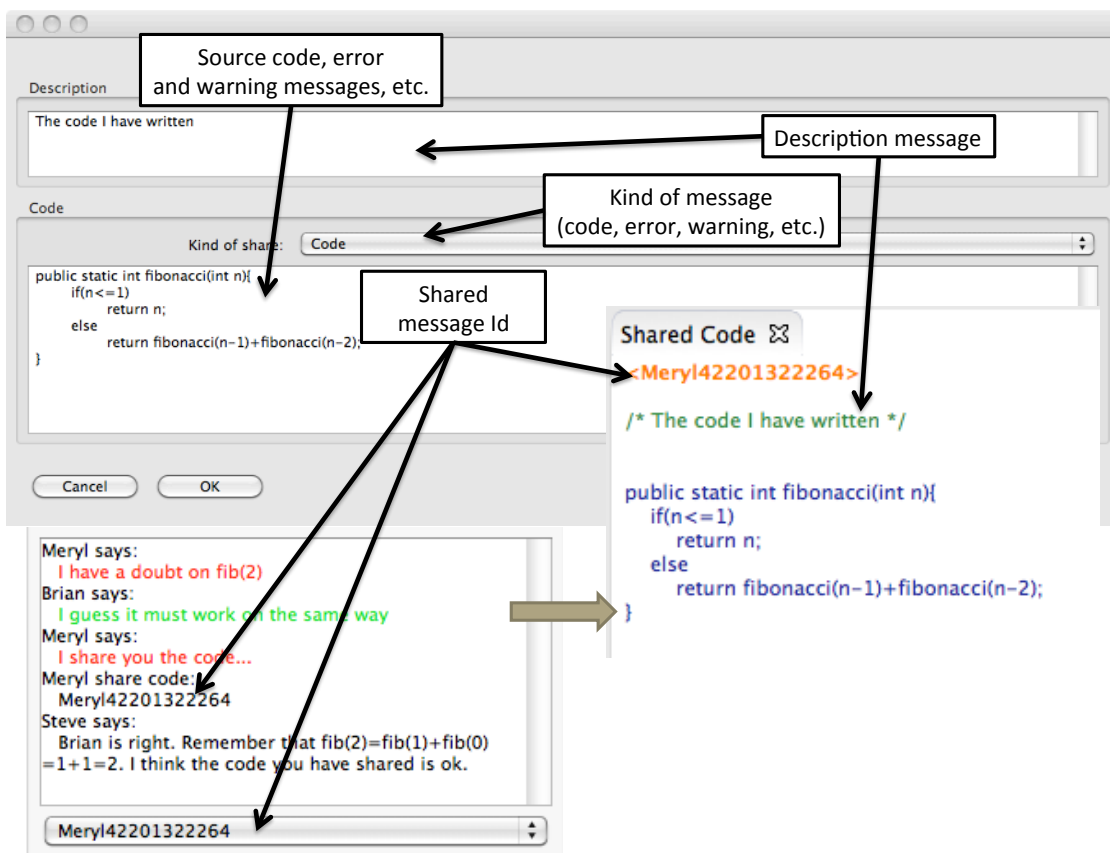 Source code, error
and warning messages, etc.
Description
The code I have written
Description message
Code
Kind of message
(code, error, warning, etc.)
Kind of share: Code
public static int fibonacci(int n){
if(n<=1)
return n;
else
return fibonacci(n-1)+fibonacci(n-2);
}
Shared
message Id
Cancel OK
Shared Code
<Meryl42201322264>
/* The code I have written */
public static int fibonacci(int n){
if(n<=1)
return n;
else
return fibonacci(n-1)+fibonacci(n-2);
}
Meryl says:
I have a doubt on fib(2)
Brian says:
I guess it must work on the same way
Meryl says:
I share you the code...
Meryl share code:
Meryl42201322264
Steve says:
Brian is right. Remember that fib(2)=fib(1)+fib(0)
=1+1=2. I think the code you have shared is ok.
Meryl42201322264